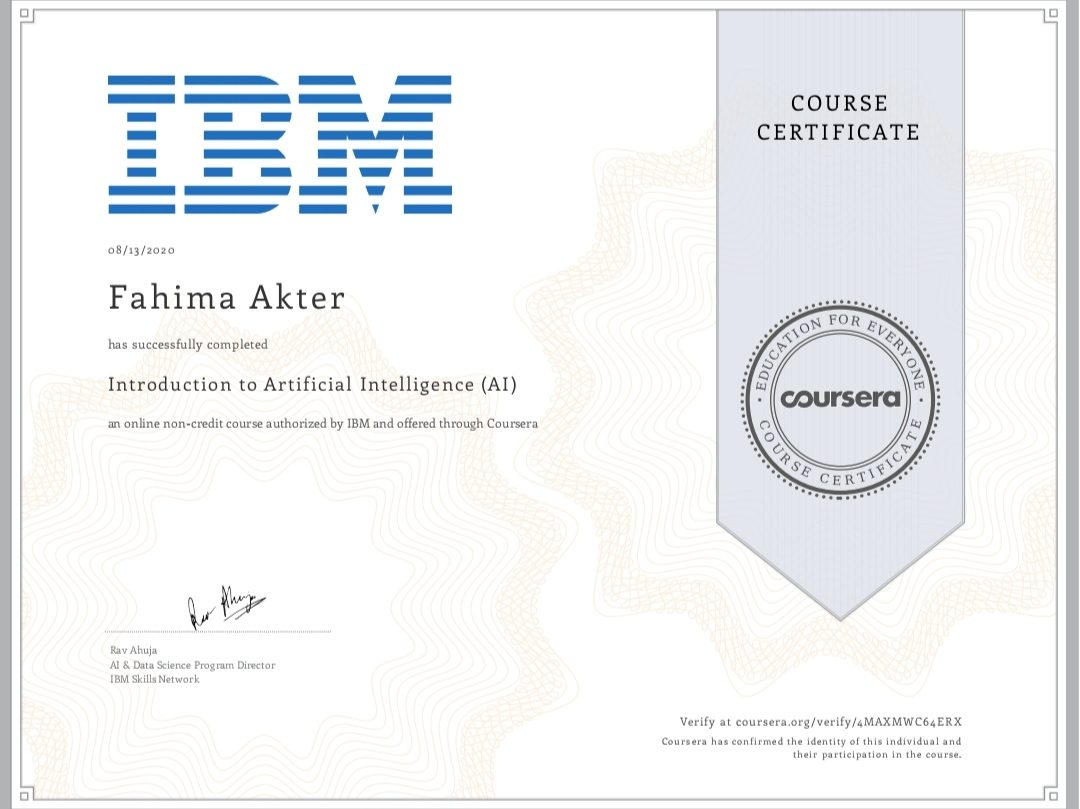 IBM
COURSE
CERTIFICATE
08/13/2020
Fahima Akter
has successfully completed
Introduction to Artificial Intelligence (AI)
an online non-credit course authorized by IBM and offered through Coursera
EDUCATION FOR EVERYONE
coursera
COURSE CERTIFICATE
Rav Ahuja
Rav Ahuja
AI & Data Science Program Director
IBM Skills Network
Verify at coursera.org/verify/4MAXMWC64ERX
Coursera has confirmed the identity of this individual and
their participation in the course.